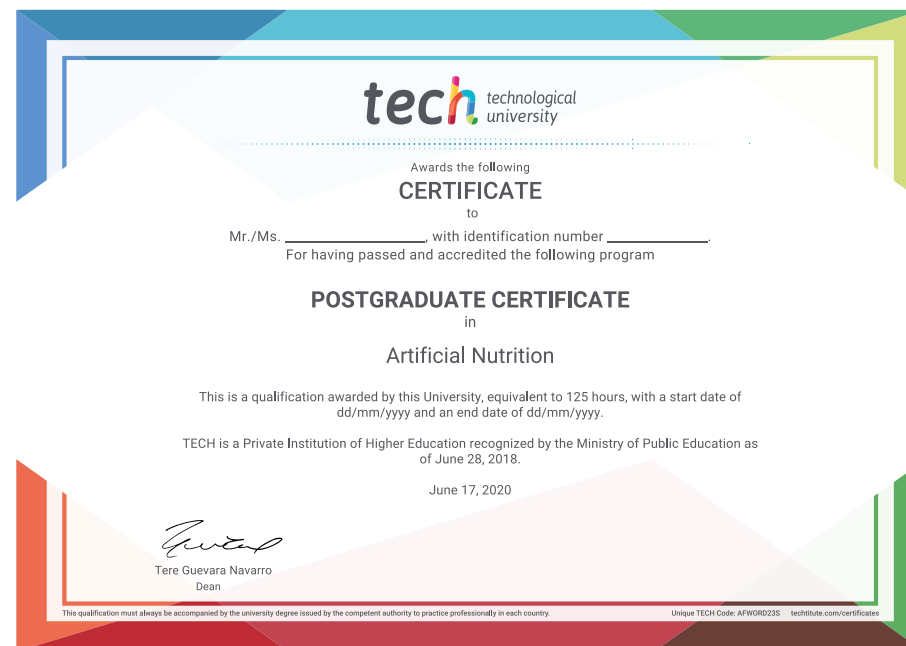 tech technological
university
Awards the following
CERTIFICATE
to
Mr./Ms. ____________________, with identification number ______________.
For having passed and accredited the following program
POSTGRADUATE CERTIFICATE
in
Artificial Nutrition
This is a qualification awarded by this University, equivalent to 125 hours, with a start date of
dd/mm/yyyy and an end date of dd/mm/yyyy.
TECH is a Private Institution of Higher Education recognized by the Ministry of Public Education as
of June 28, 2018.
June 17, 2020
Tere Guevara Navarro
Dean
This qualification must always be accompanied by the university degree issued by the competent authority to practice professionally in each country. Unique TECH Code: AFWORD23S techtitute.com/certificates